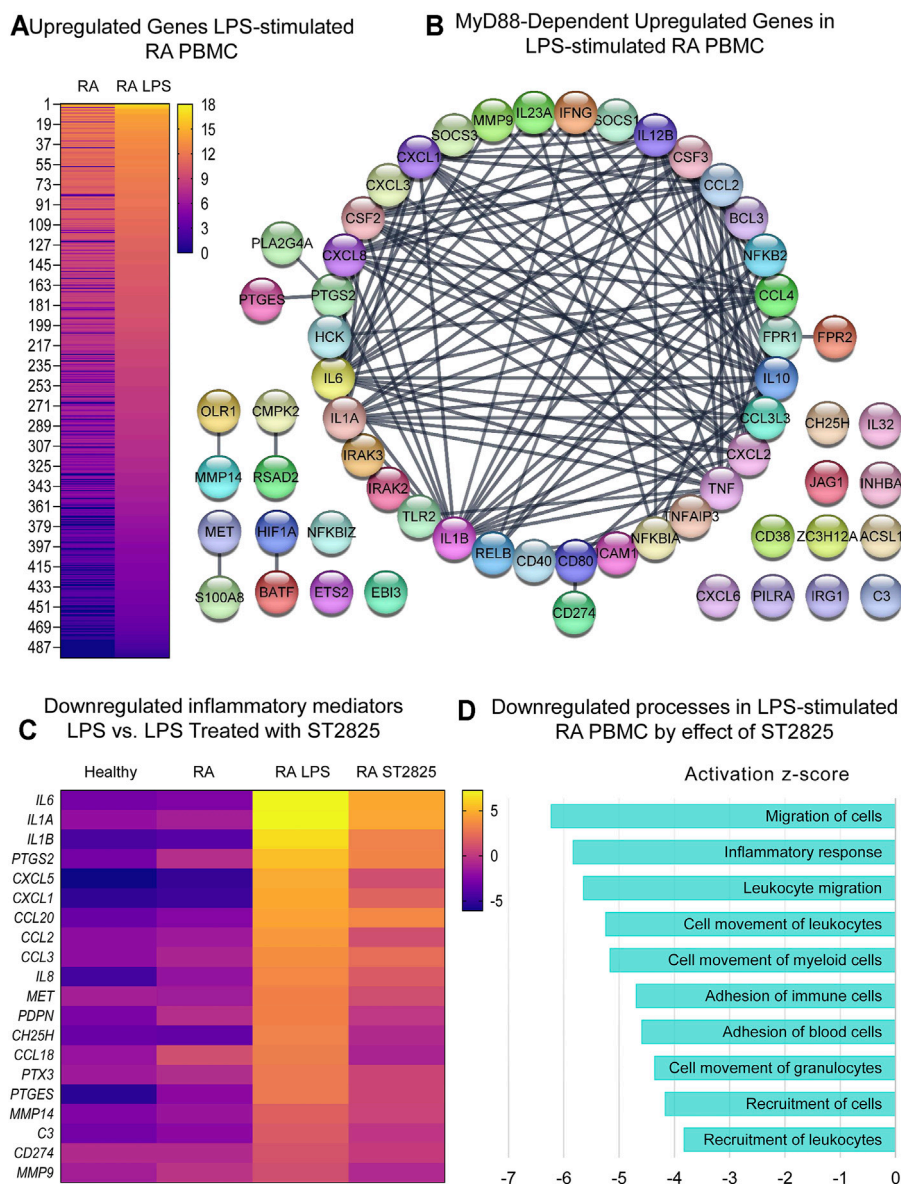 A
Upregulated Genes LPS-stimulated
RA PBMC
RA
RA LPS
1
19
37
55
73
91
109
127
145
163
181
199
217
235
253
271
289
307
325
343
361
379
397
415
433
451
469
487
18
15
12
9
6
3
0
B
MyD88-Dependent Upregulated Genes in
LPS-stimulated RA PBMC
IL23A
IFNG
MMP9
SOCS1
SOCS3
IL12B
CXCL1
CSF3
CXCL3
CCL2
CSF2
BCL3
PLA2G4A
CXCL8
NFKB2
PTGES
PTGS2
CCL4
HCK
FPR1
FPR2
IL6
IL10
OLR1
CMPK2
IL1A
CCL3L3
CH25H
IL32
IRAK3
CXCL2
MMP14
RSAD2
IRAK2
TNF
JAG1
INHBA
TLR2
TNFAIP3
MET
HIF1A
NFKBIZ
IL1B
RELB
CD40
CD80
CAM1
NFKBIA
CD38
ZC3H12A
ACSL1
S100A8
BATF
ETS2
EBI3
CD274
CXCL6
PILRA
IRG1
C3
C
Downregulated inflammatory mediators
LPS vs. LPS Treated with ST2825
Healthy
RA
RA LPS
RA ST2825
IL6
IL1A
IL1B
PTGS2
CXCL5
CXCL1
CCL20
CCL2
CCL3
IL8
MET
PDPN
CH25H
CCL18
PTX3
PTGES
MMP14
C3
CD274
MMP9
5
0
-5
D
Downregulated processes in LPS-stimulated
RA PBMC by effect of ST2825
Activation z-score
Migration of cells
Inflammatory response
Leukocyte migration
Cell movement of leukocytes
Cell movement of myeloid cells
Adhesion of immune cells
Adhesion of blood cells
Cell movement of granulocytes
Recruitment of cells
Recruitment of leukocytes
-7
-6
-5
-4
-3
-2
-1
0